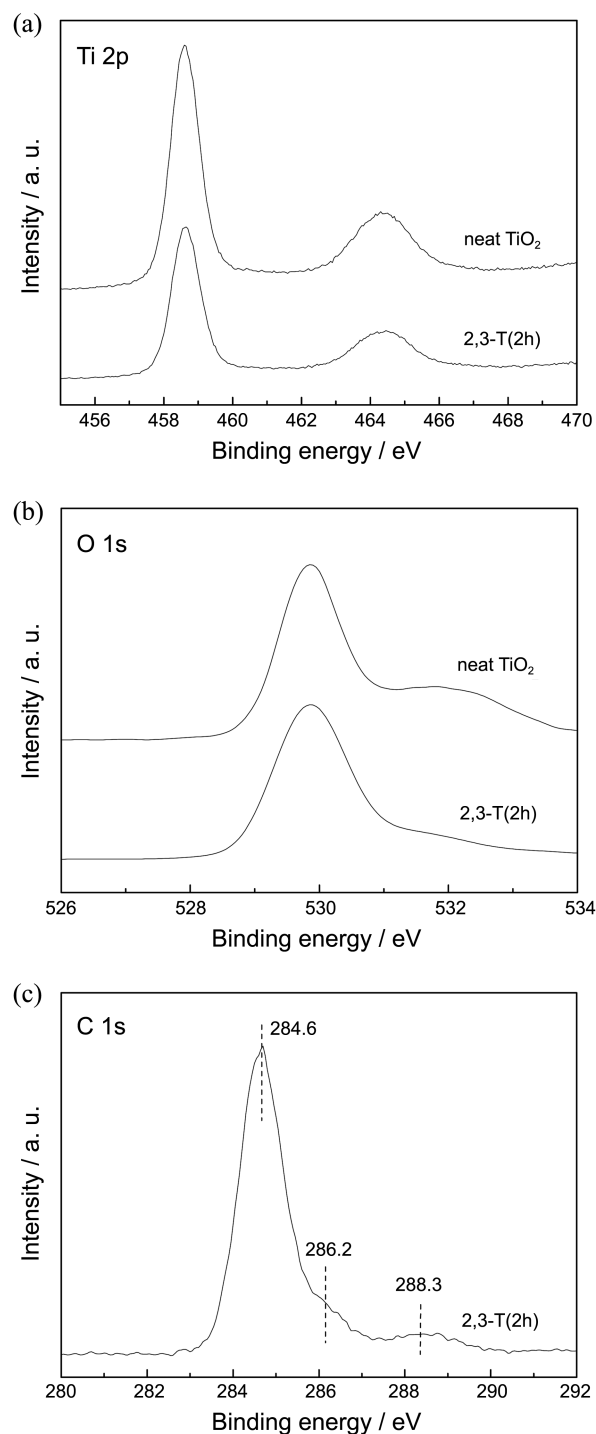 (a)
Ti 2p
Intensity / a. u.
neat TiO₂
2,3-T(2h)
456 458 460 462 464 466 468 470
Binding energy / eV
(b)
O 1s
Intensity / a. u.
neat TiO₂
2,3-T(2h)
526 528 530 532 534
Binding energy / eV
(c)
C 1s
284.6
Intensity / a. u.
286.2
288.3
2,3-T(2h)
280 282 284 286 288 290 292
Binding energy / eV